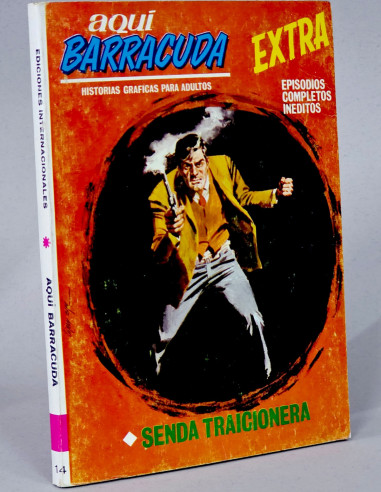 aquí
BARRACUDA
EXTRA
HISTORIAS GRAFICAS PARA ADULTOS
EPISODIOS
COMPLETOS
INEDITOS
SENDA TRAICIONERA
EDICIONES INTERNACIONALES
AQUÍ BARRACUDA
14